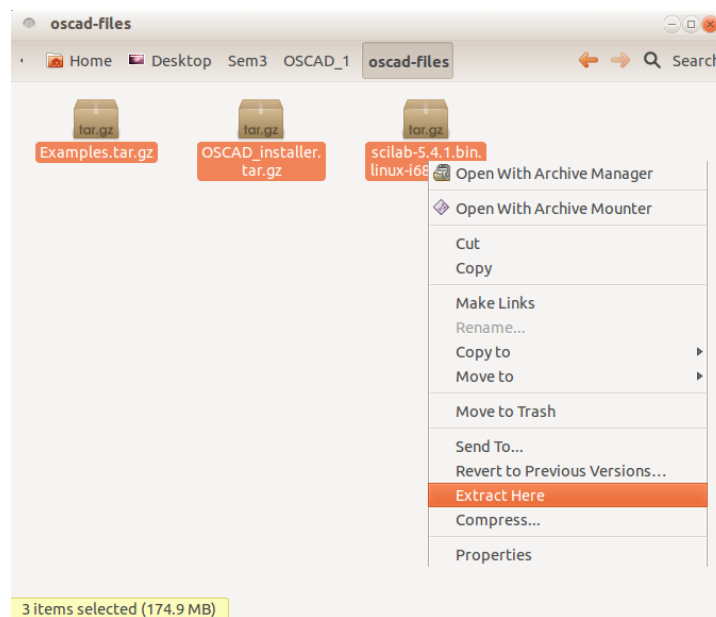 oscad-files
Home Desktop Sem3 OSCAD_1 oscad-files Search
tar.gz tar.gz tar.gz
Examples.tar.gz OSCAD_installer. scilab-5.4.1.bin.
tar.gz linux-i68
Open With Archive Manager
Open With Archive Mounter
Cut
Copy
Make Links
Rename...
Copy to
Move to
Move to Trash
Send To...
Revert to Previous Versions...
Extract Here
Compress...
Properties
3 items selected (174.9 MB)